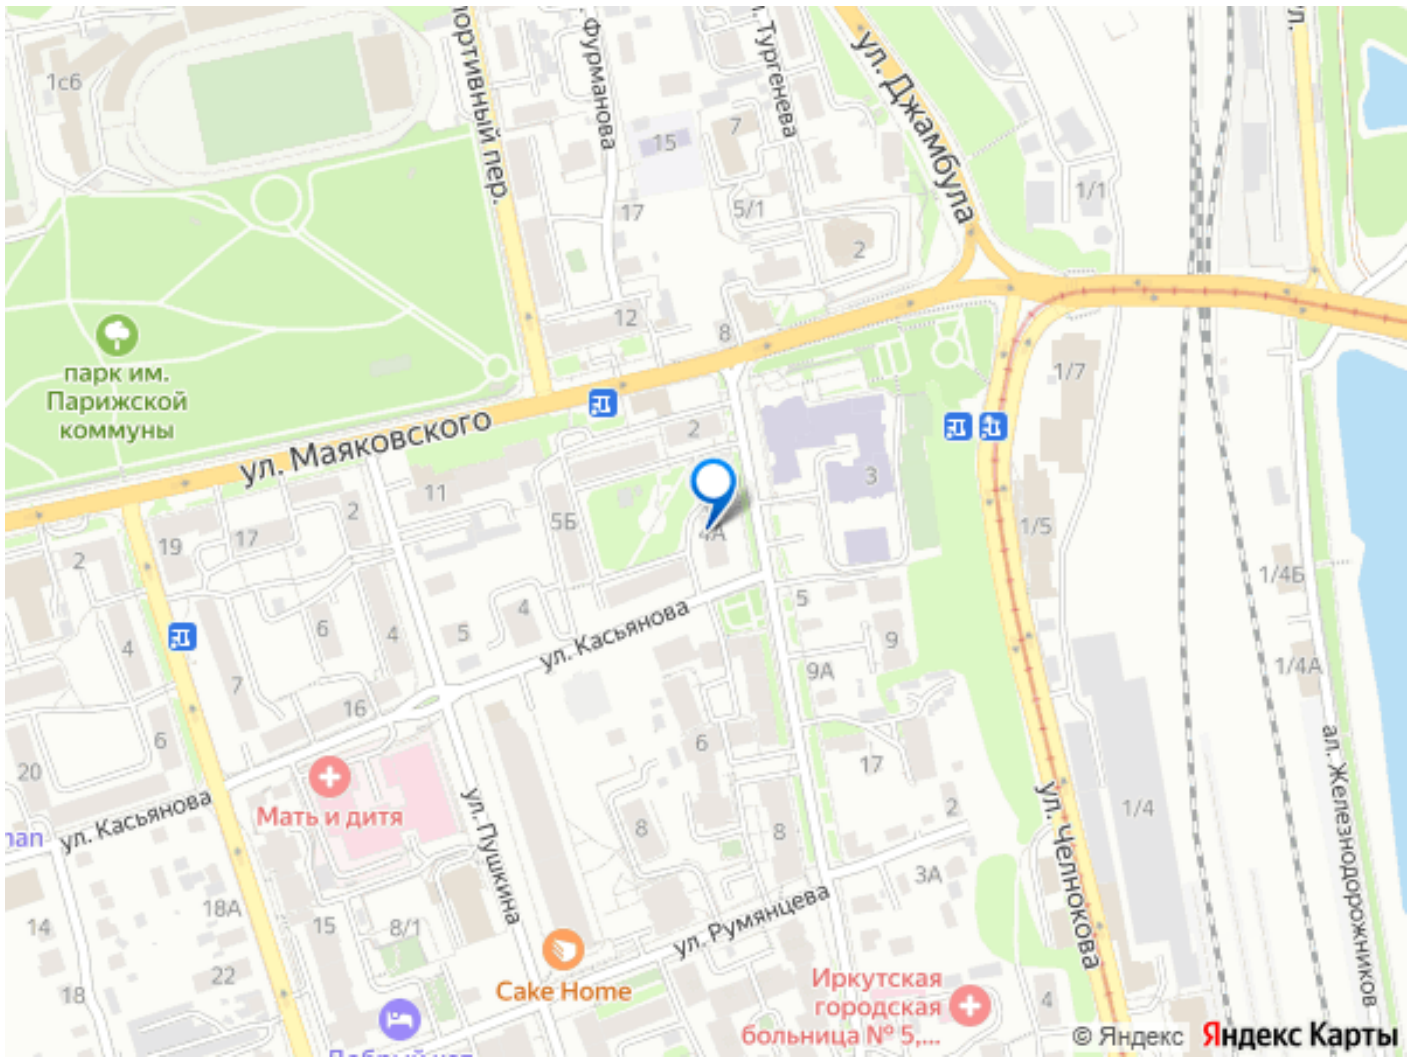 1с6
ортивный пер.
Фурманова
Тургенева
ул. Джамбула
ул.
15
7
17
5/1
1/1
2
12
8
парк им.
Парижской
коммуны
ул. Маяковского
1/7
2
11
3
5Б
4А
2
17
19
2
1/5
1/4Б
4
6
4
5
4
ул. Касьянова
5
9
9А
1/4А
7
16
6
20
6
17
ал. Железнодорожников
Мать и дитя
ул. Касьянова
ул. Пушкина
8
8
2
1/4
ул. Челнокова
3А
14
18А
15
8/1
ул. Румянцева
22
18
Cake Home
Иркутская
городская
больница № 5,...
4
© Яндекс Яндекс Карты